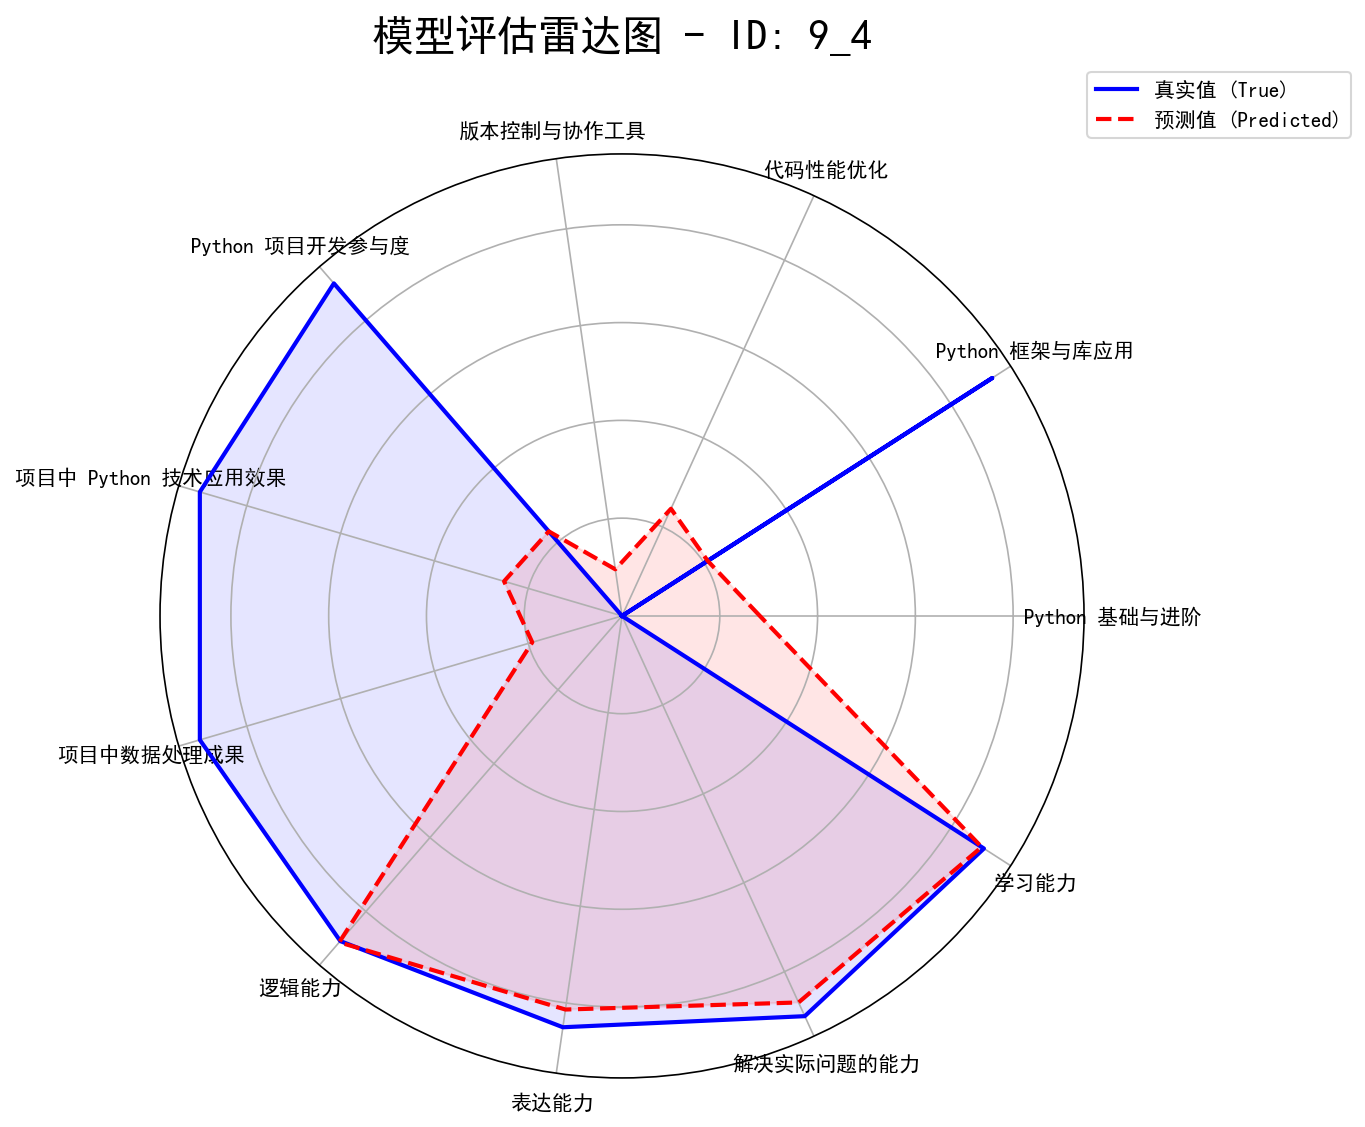 模型评估雷达图 - ID: 9_4
真实值 (True)
预测值 (Predicted)
版本控制与协作工具
代码性能优化
Python 项目开发参与度
Python 框架与库应用
项目中 Python 技术应用效果
Python 基础与进阶
项目中数据处理成果
学习能力
逻辑能力
解决实际问题的能力
表达能力